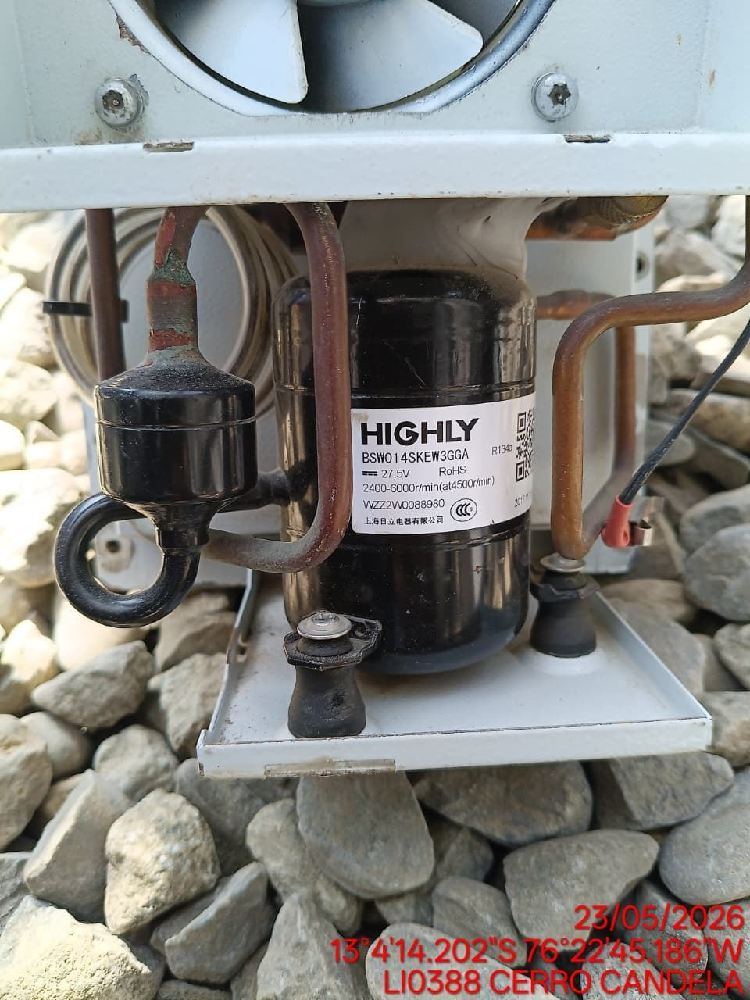 HIGHLY
BSW014SKEW3GGA
R134a
27.5V RoHS
2400-6000r/min(at4500r/min)
WZZ2W0088980
CCC
上海日立电器有限公司
23/05/2026
13°4'14.202"S 76°22'45.186"W
LI0388 CERRO CANDELA